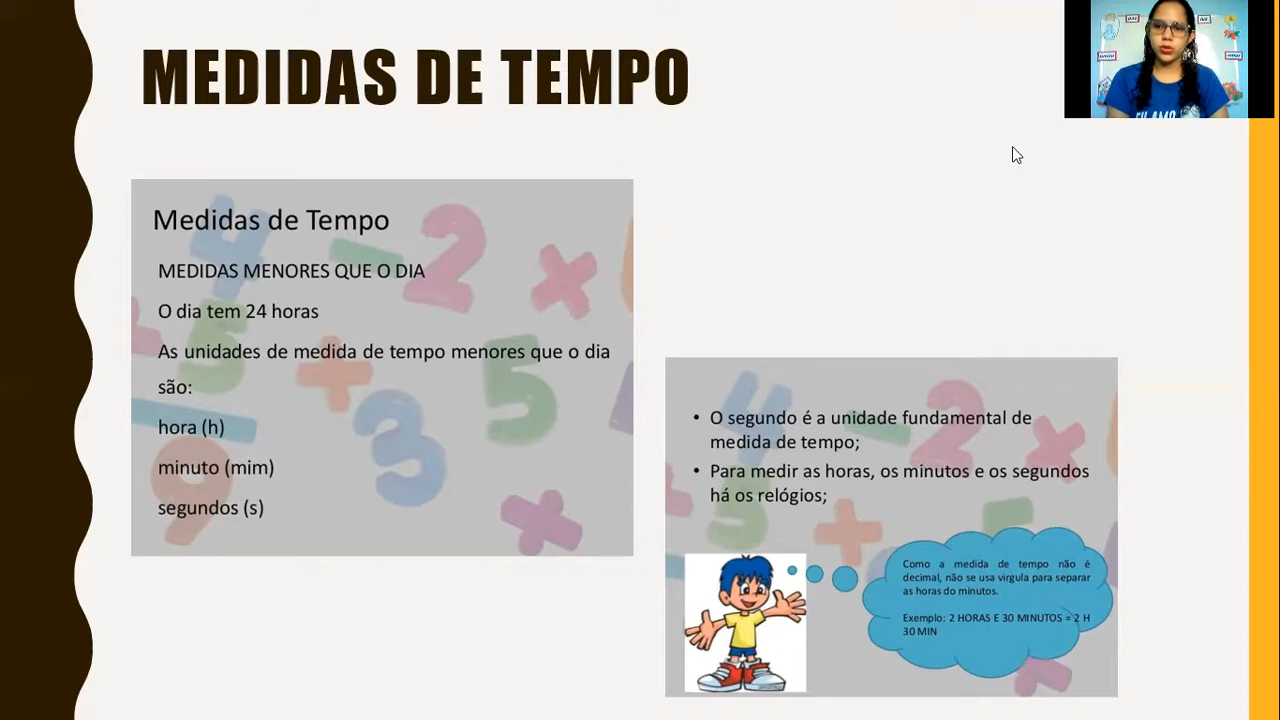 MEDIDAS DE TEMPO
Medidas de Tempo
MEDIDAS MENORES QUE O DIA
O dia tem 24 horas
As unidades de medida de tempo menores que o dia
são:
hora (h)
minuto (mim)
segundos (s)
• O segundo é a unidade fundamental de
medida de tempo;
• Para medir as horas, os minutos e os segundos
há os relógios;
Como a medida de tempo não é
decimal, não se usa virgula para separar
as horas do minutos.
Exemplo: 2 HORAS E 30 MINUTOS = 2 H
30 MIN